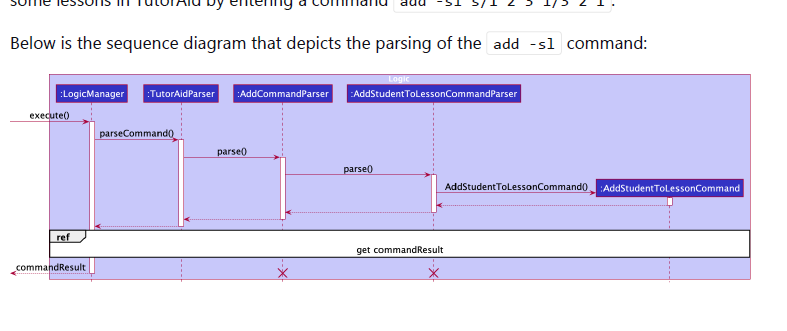 some lessons in TutorAid by entering a command add -sl s/1 2 3 l/3 2 1 .
Below is the sequence diagram that depicts the parsing of the add -sl command:
Logic
:LogicManager :TutorAidParser :AddCommandParser :AddStudentToLessonCommandParser
execute()
parseCommand()
parse()
parse()
AddStudentToLessonCommand() :AddStudentToLessonCommand
ref
get commandResult
commandResult